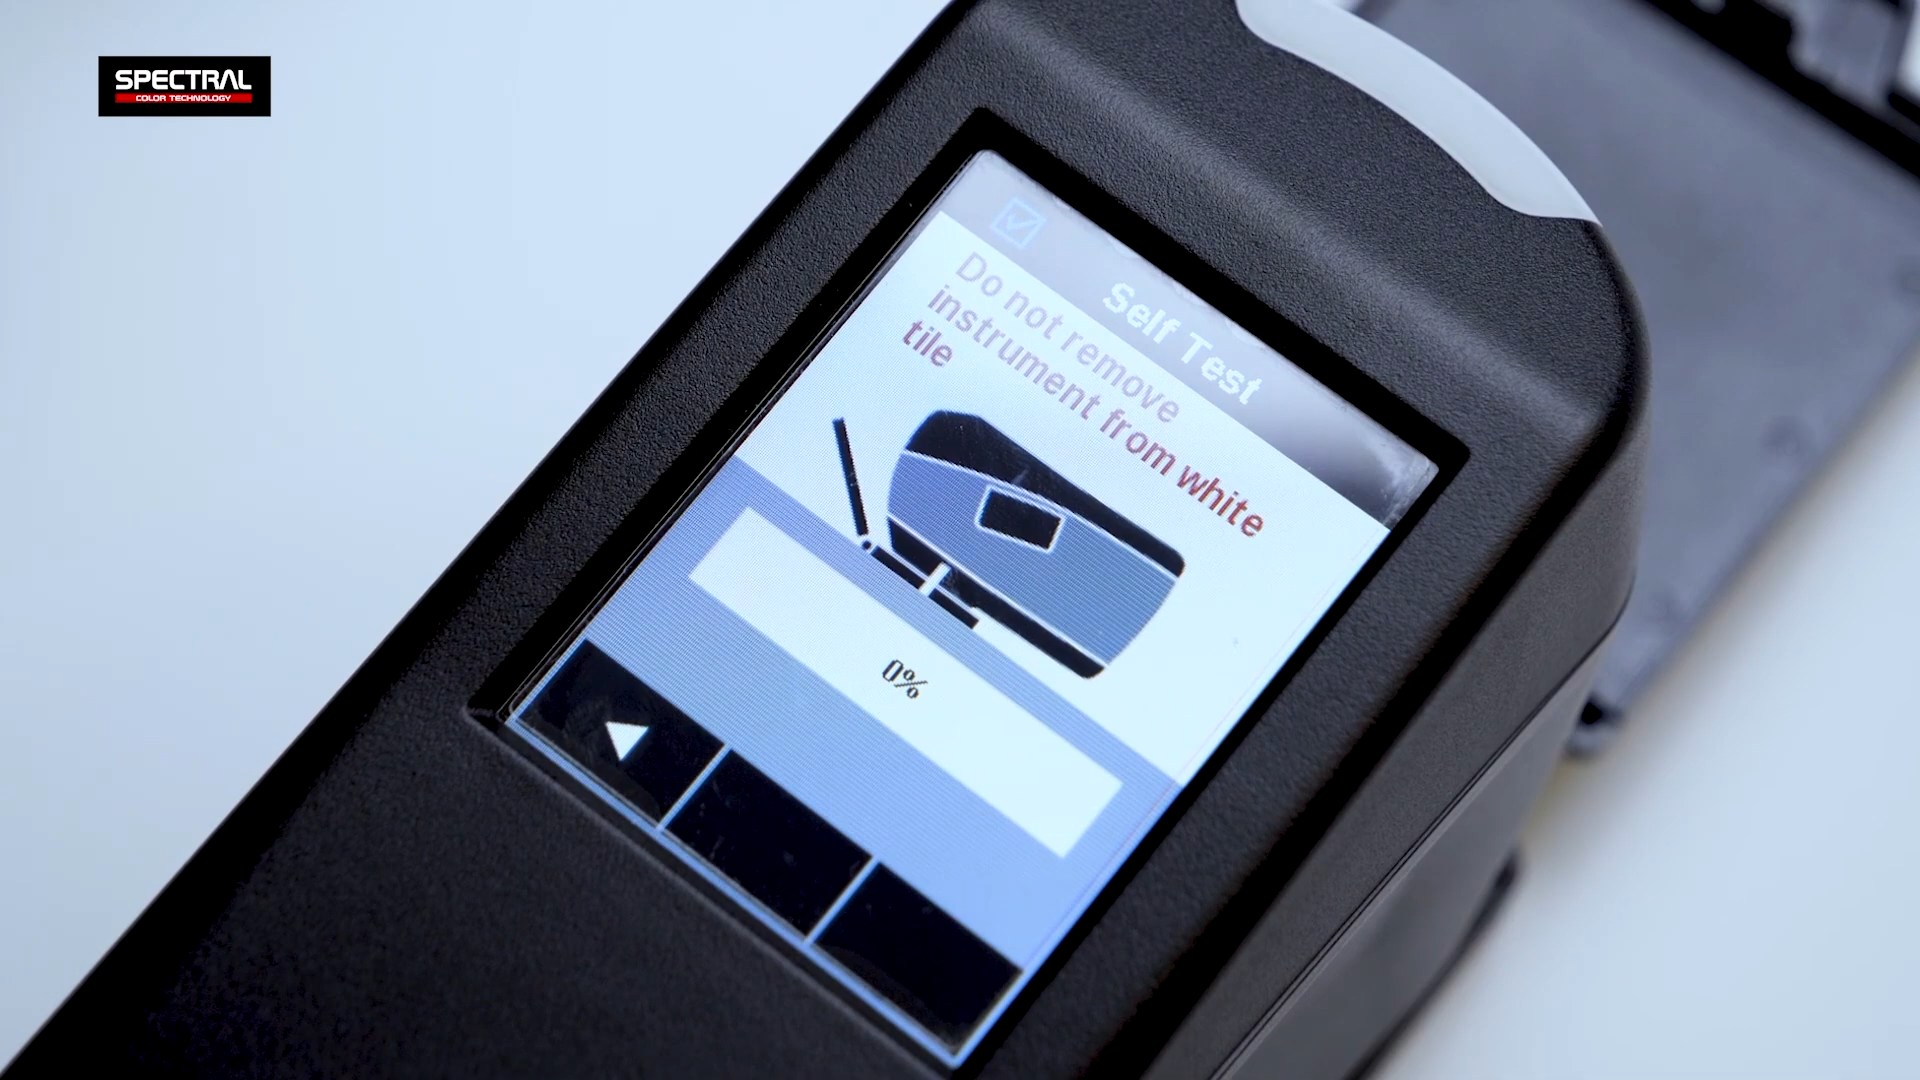 SPECTRAL
COLOR TECHNOLOGY
Self Test
Do not remove
instrument from white
tile
0%